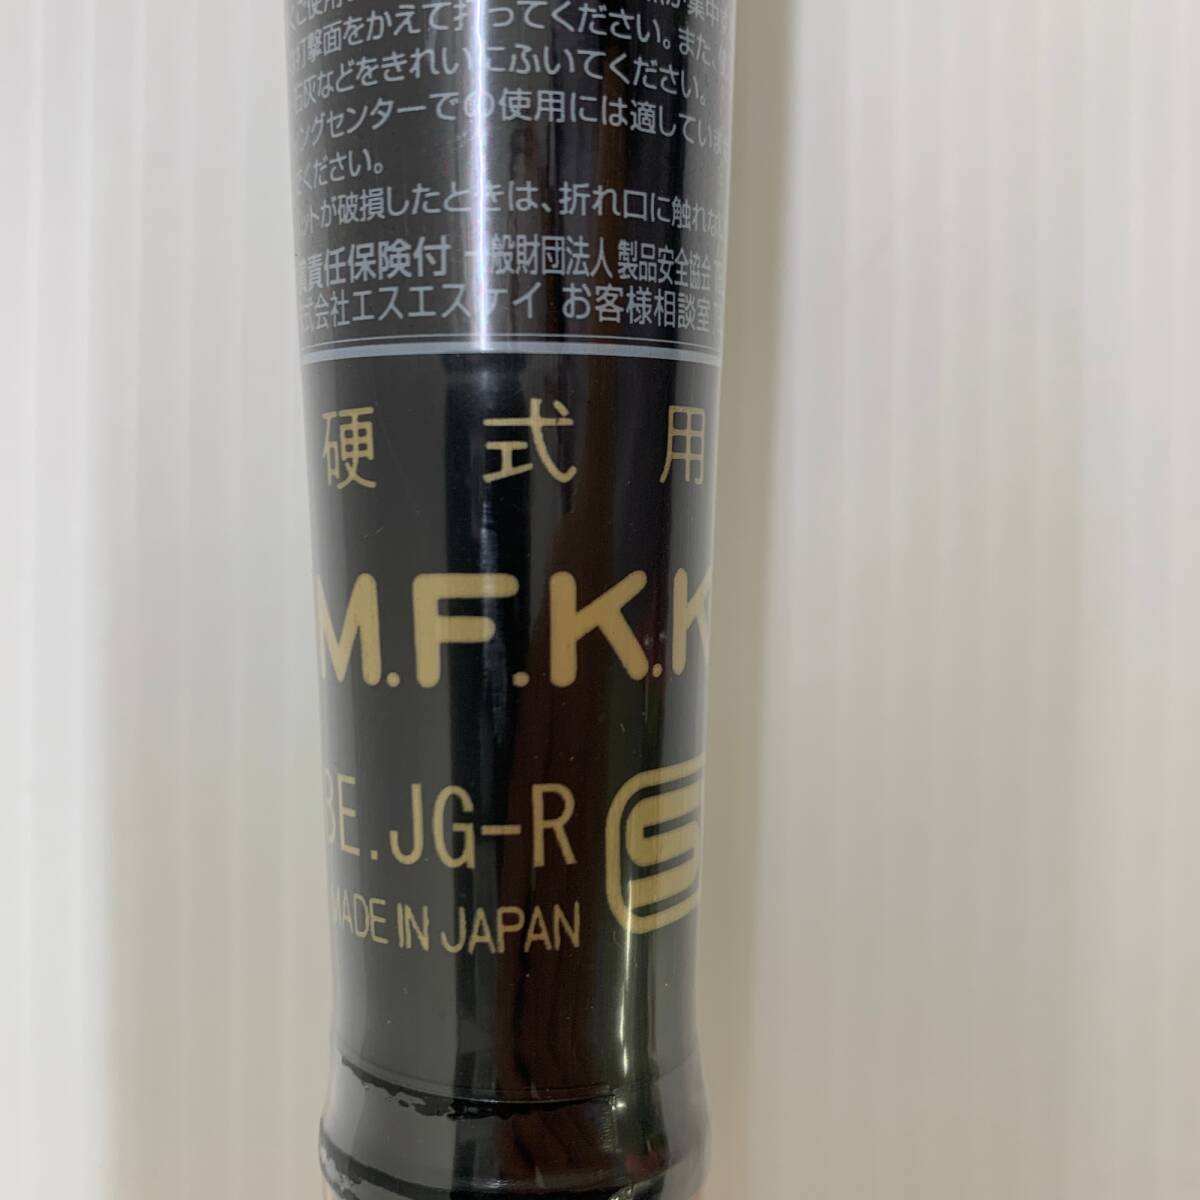 打撃面をかえて打ってください。また、
灰などをきれいにふいてください。
ングセンターでの使用には適していませ
ください。
ットが破損したときは、折れ口に触れな
責任保険付 一般財団法人 製品安全協会
式会社エスエスケイ お客様相談室
硬式用
M.F.K.K
BE.JG-R S
MADE IN JAPAN